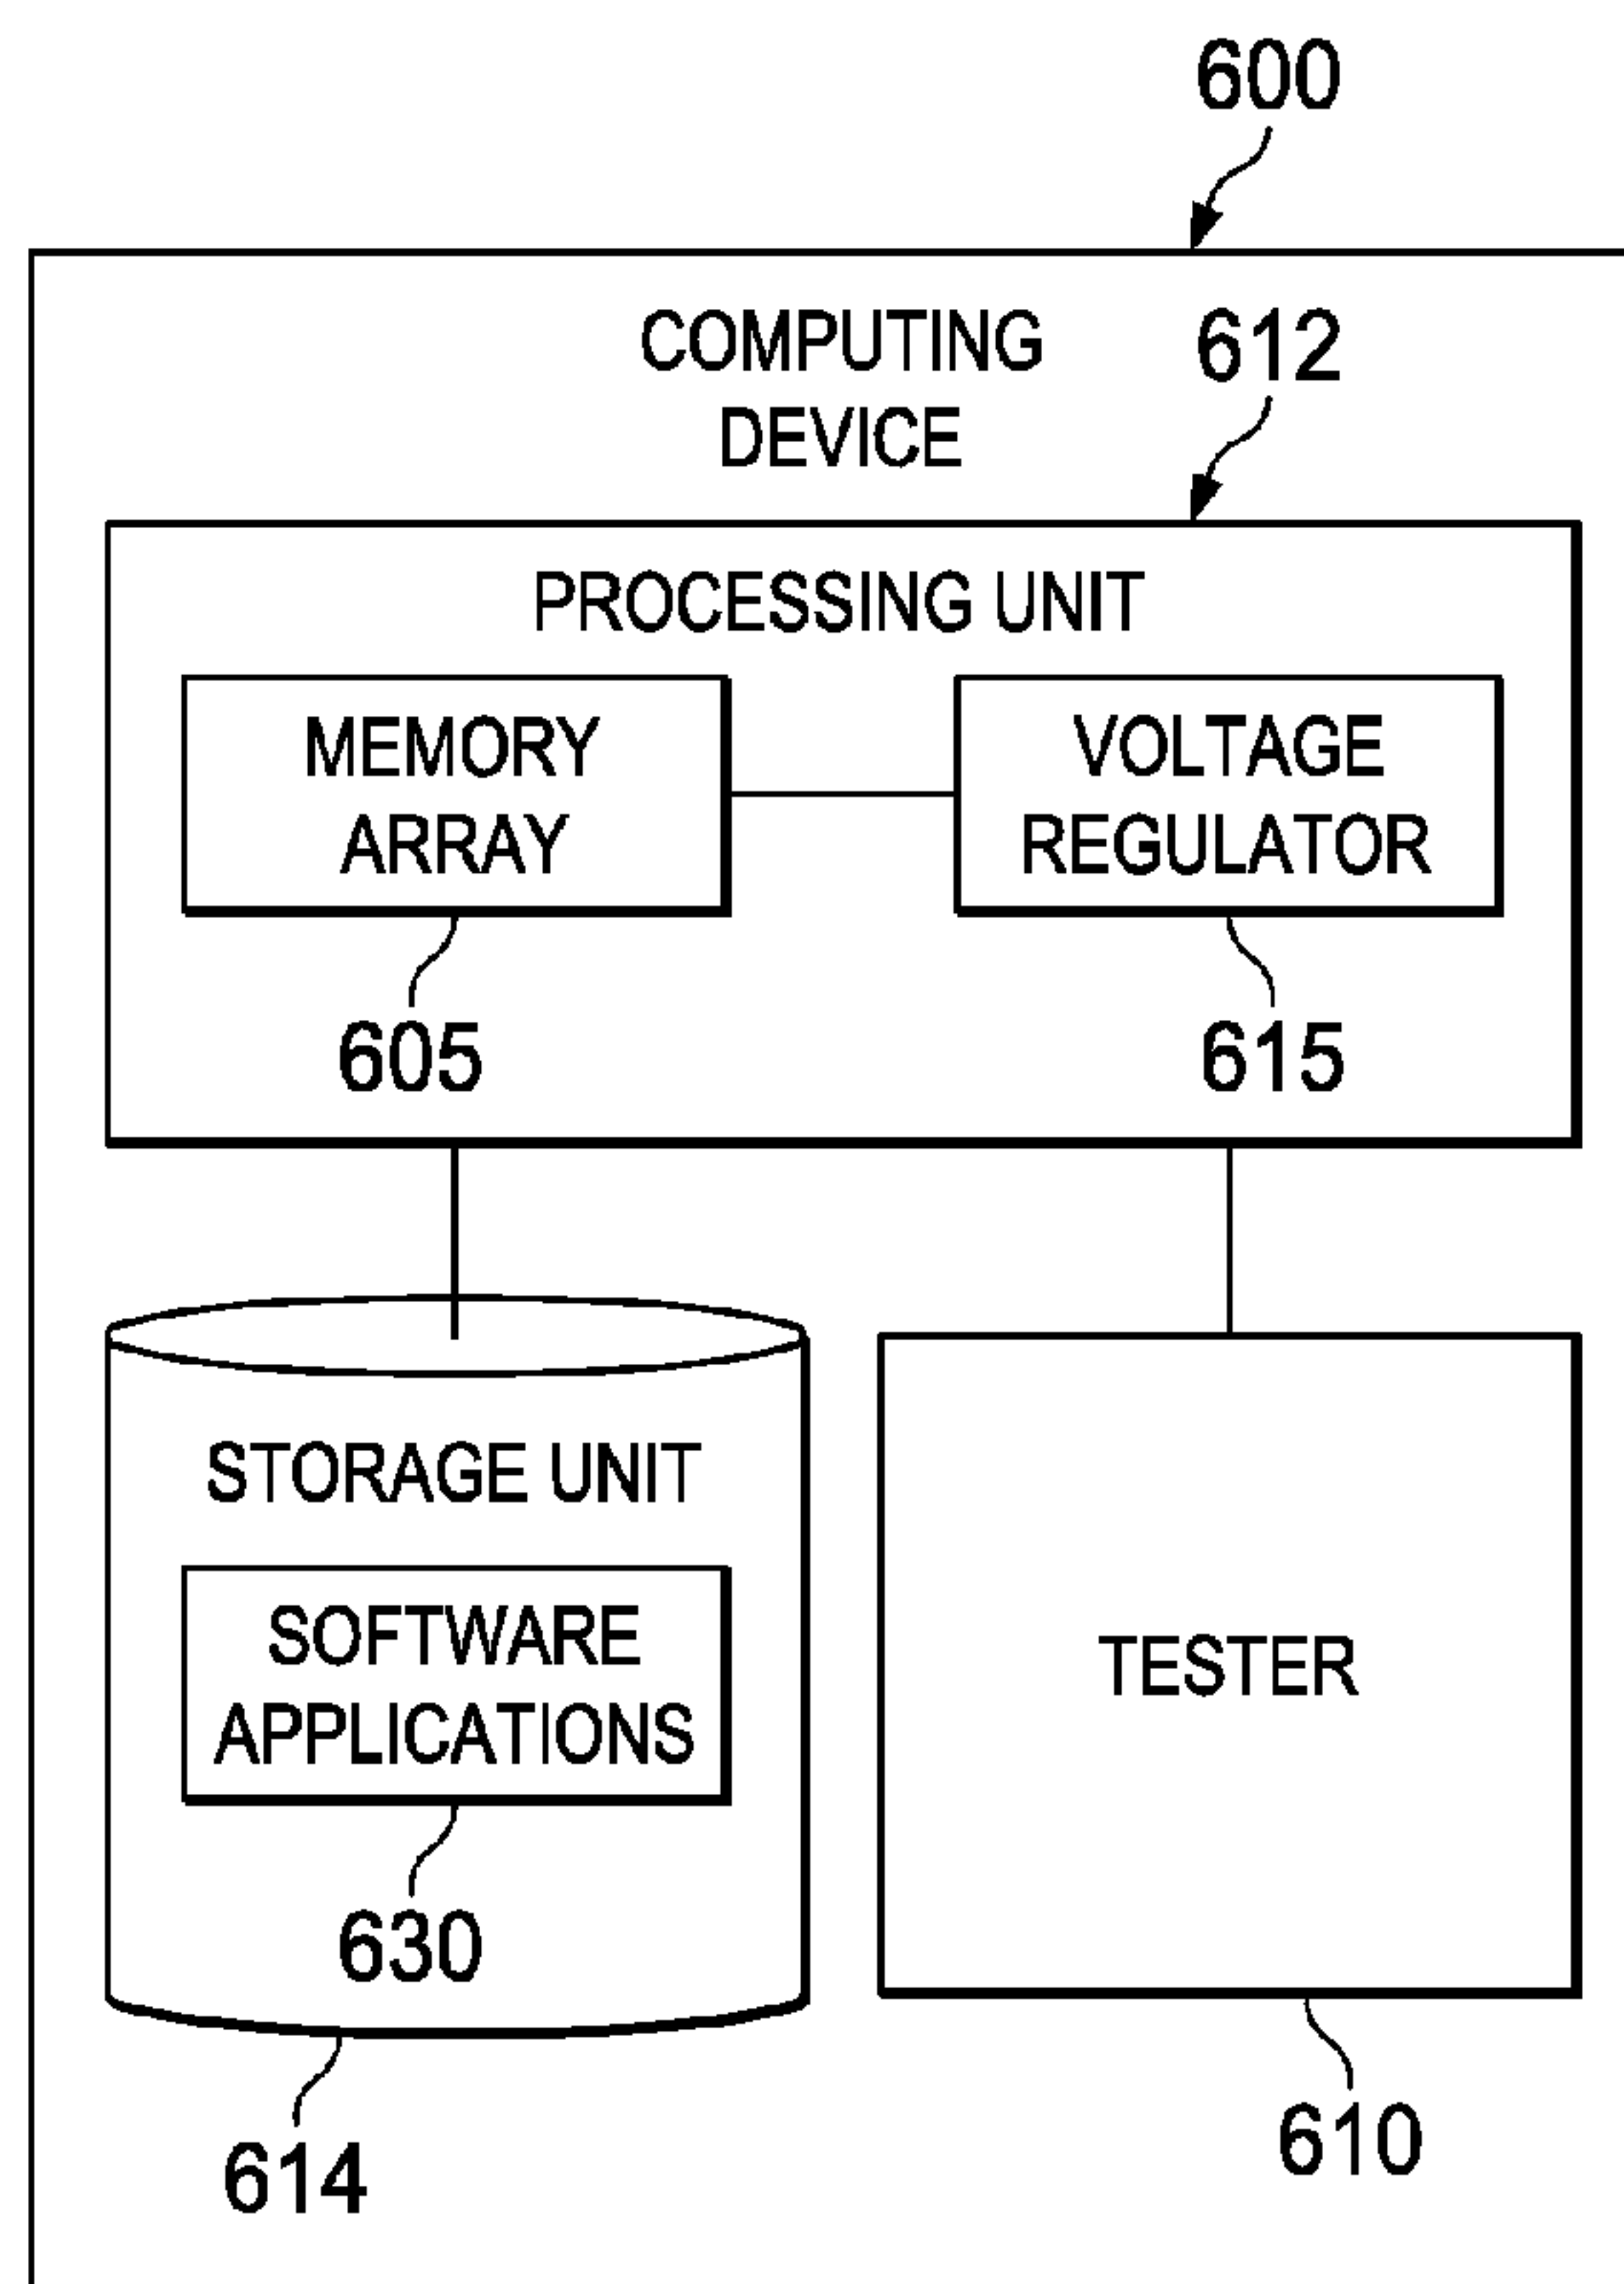 600
COMPUTING
DEVICE
612
PROCESSING UNIT
MEMORY
ARRAY
VOLTAGE
REGULATOR
605
615
STORAGE UNIT
SOFTWARE
APPLICATIONS
630
TESTER
614
610